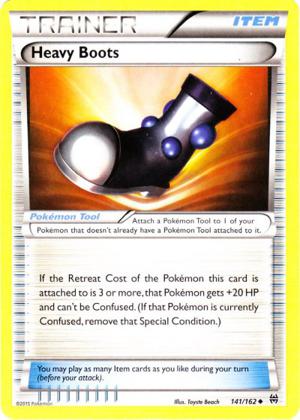 TRAINER ITEM
Heavy Boots
Pokémon Tool
Attach a Pokémon Tool to 1 of your
Pokémon that doesn't already have a Pokémon Tool attached to it.
If the Retreat Cost of the Pokémon this card is
attached to is 3 or more, that Pokémon gets +20 HP
and can't be Confused. (If that Pokémon is currently
Confused, remove that Special Condition.)
You may play as many Item cards as you like during your turn
(before your attack).
©2015 Pokémon Illus. Toyste Beach 141/162